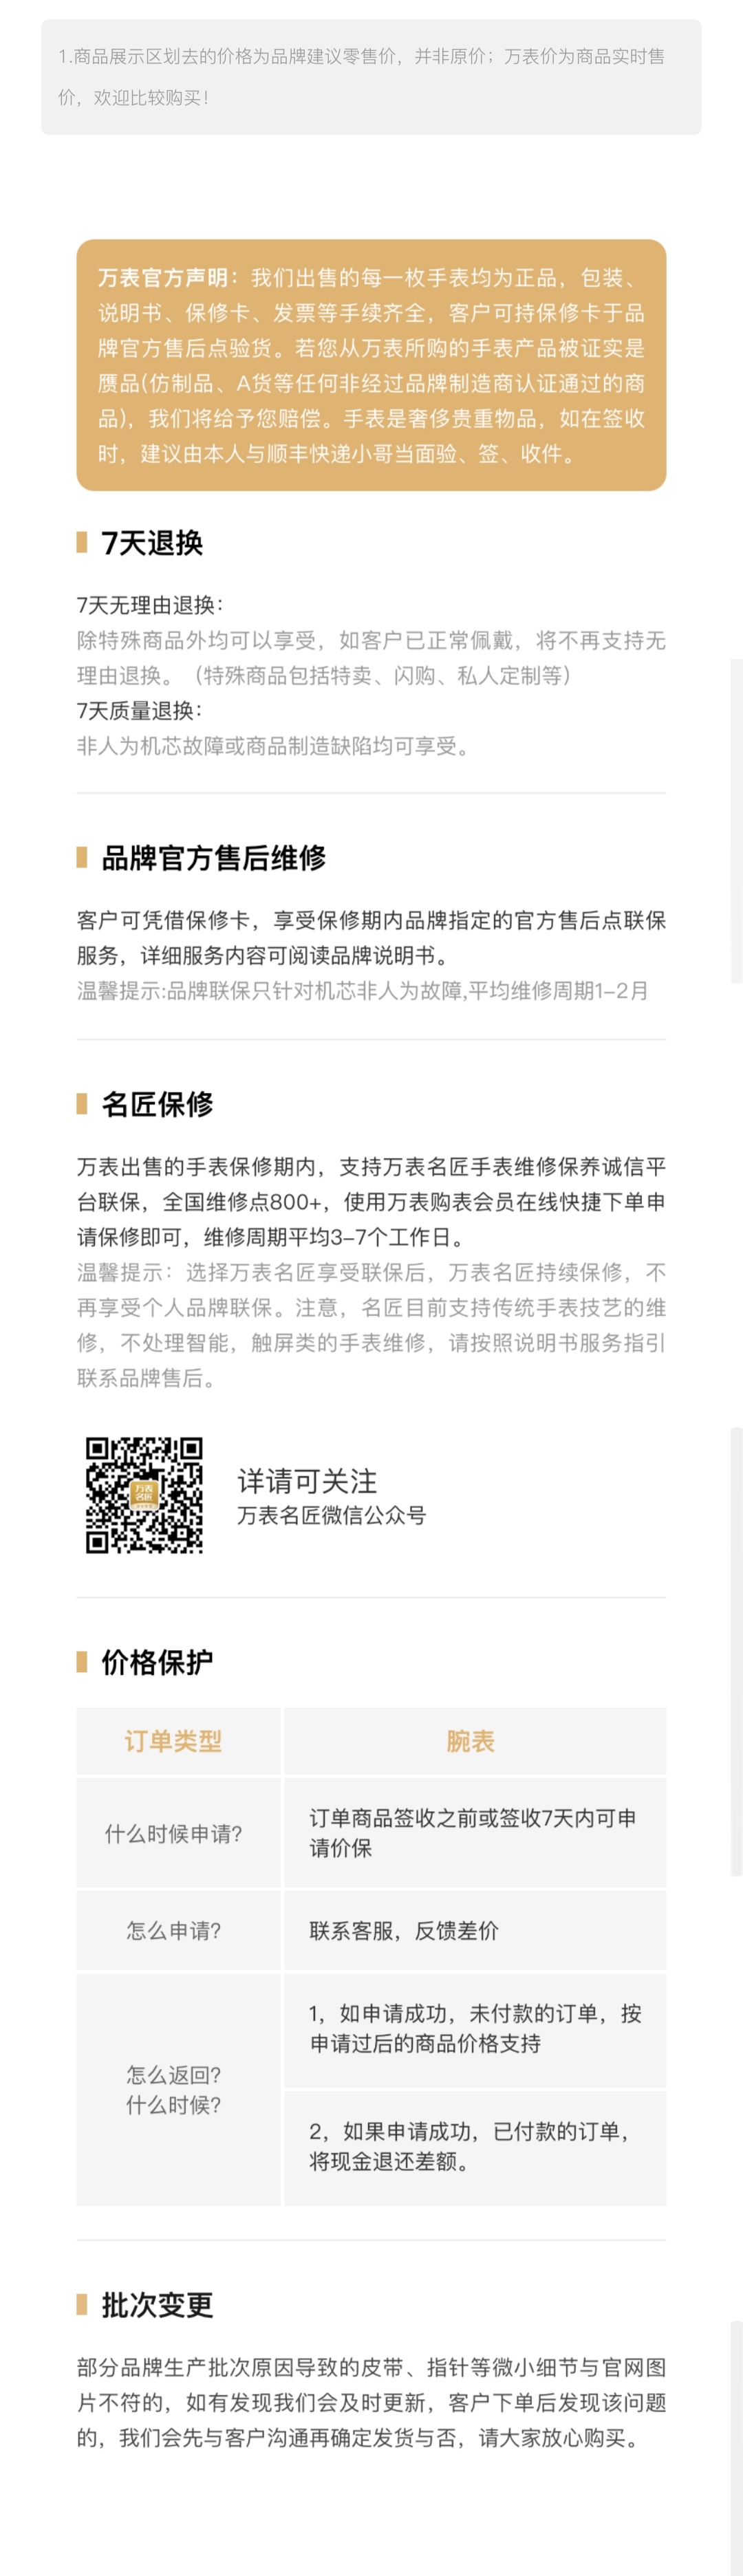 1.商品展示区划去的价格为品牌建议零售价，并非原价；万表价为商品实时售
价，欢迎比较购买！
万表官方声明：我们出售的每一枚手表均为正品，包装、
说明书、保修卡、发票等手续齐全，客户可持保修卡于品
牌官方售后点验货。若您从万表所购的手表产品被证实是
赝品(仿制品、A货等任何非经过品牌制造商认证通过的商
品)，我们将给予您赔偿。手表是奢侈贵重物品，如在签收
时，建议由本人与顺丰快递小哥当面验、签、收件。
7天退换
7天无理由退换：
除特殊商品外均可以享受，如客户已正常佩戴，将不再支持无
理由退换。（特殊商品包括特卖、闪购、私人定制等）
7天质量退换：
非人为机芯故障或商品制造缺陷均可享受。
品牌官方售后维修
客户可凭借保修卡，享受保修期内品牌指定的官方售后点联保
服务，详细服务内容可阅读品牌说明书。
温馨提示:品牌联保只针对机芯非人为故障,平均维修周期1-2月
名匠保修
万表出售的手表保修期内，支持万表名匠手表维修保养诚信平
台联保，全国维修点800+，使用万表购表会员在线快捷下单申
请保修即可，维修周期平均3-7个工作日。
温馨提示：选择万表名匠享受联保后，万表名匠持续保修，不
再享受个人品牌联保。注意，名匠目前支持传统手表技艺的维
修，不处理智能，触屏类的手表维修，请按照说明书服务指引
联系品牌售后。
万表
名匠
详请可关注
万表名匠微信公众号
价格保护
订单类型
腕表
什么时候申请？
订单商品签收之前或签收7天内可申
请价保
怎么申请？
联系客服，反馈差价
怎么返回？
什么时候？
1，如申请成功，未付款的订单，按
申请过后的商品价格支持
2，如果申请成功，已付款的订单，
将现金退还差额。
批次变更
部分品牌生产批次原因导致的皮带、指针等微小细节与官网图
片不符的，如有发现我们会及时更新，客户下单后发现该问题
的，我们会先与客户沟通再确定发货与否，请大家放心购买。